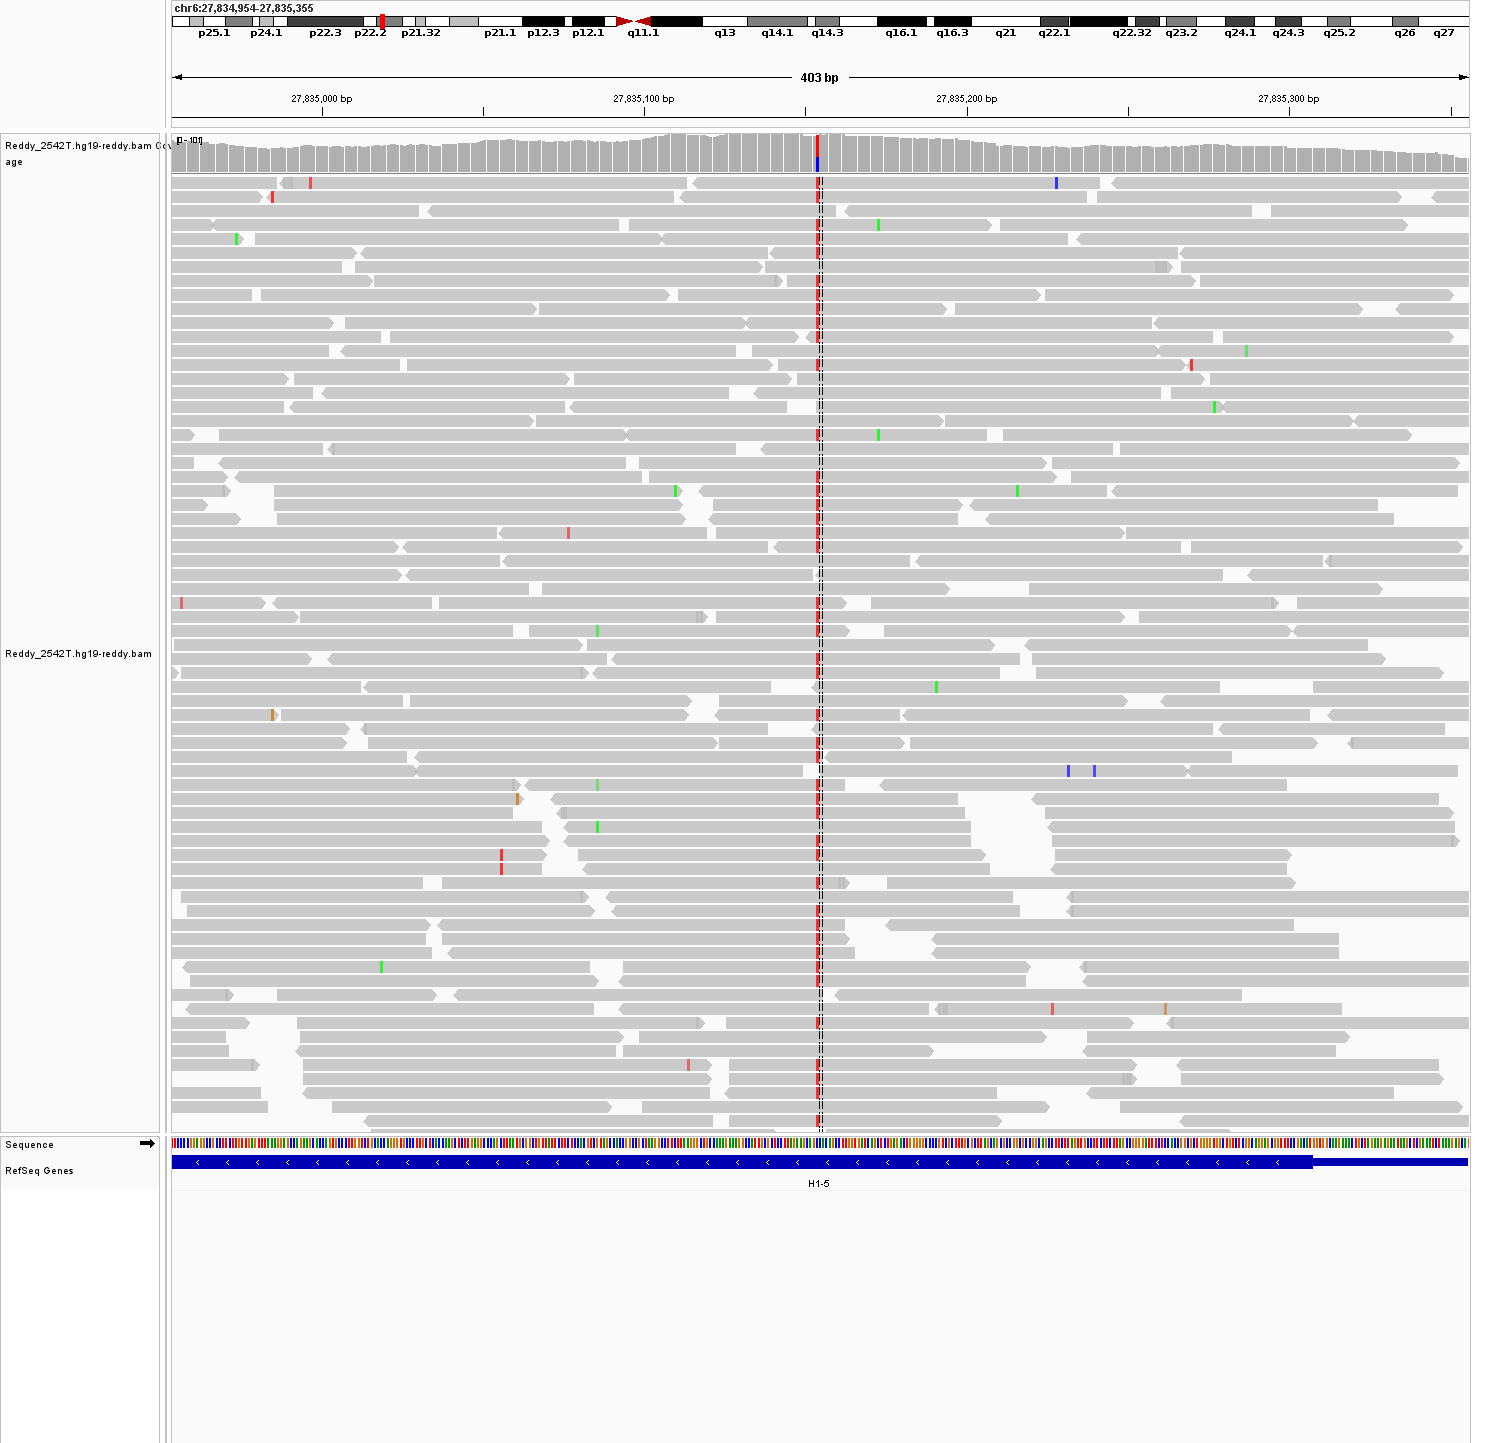 chr6:27,834,954-27,835,355
p25.1 p24.1 p22.3 p22.2 p21.32 p21.1 p12.3 p12.1 q11.1 q13 q14.1 q14.3 q16.1 q16.3 q21 q22.1 q22.32 q23.2 q24.1 q24.3 q25.2 q26 q27
403 bp
27,835,000 bp 27,835,100 bp 27,835,200 bp 27,835,300 bp
[0 - 101]
Reddy_2542T.hg19-reddy.bam Cov
age
Reddy_2542T.hg19-reddy.bam
Sequence
RefSeq Genes
H1-5